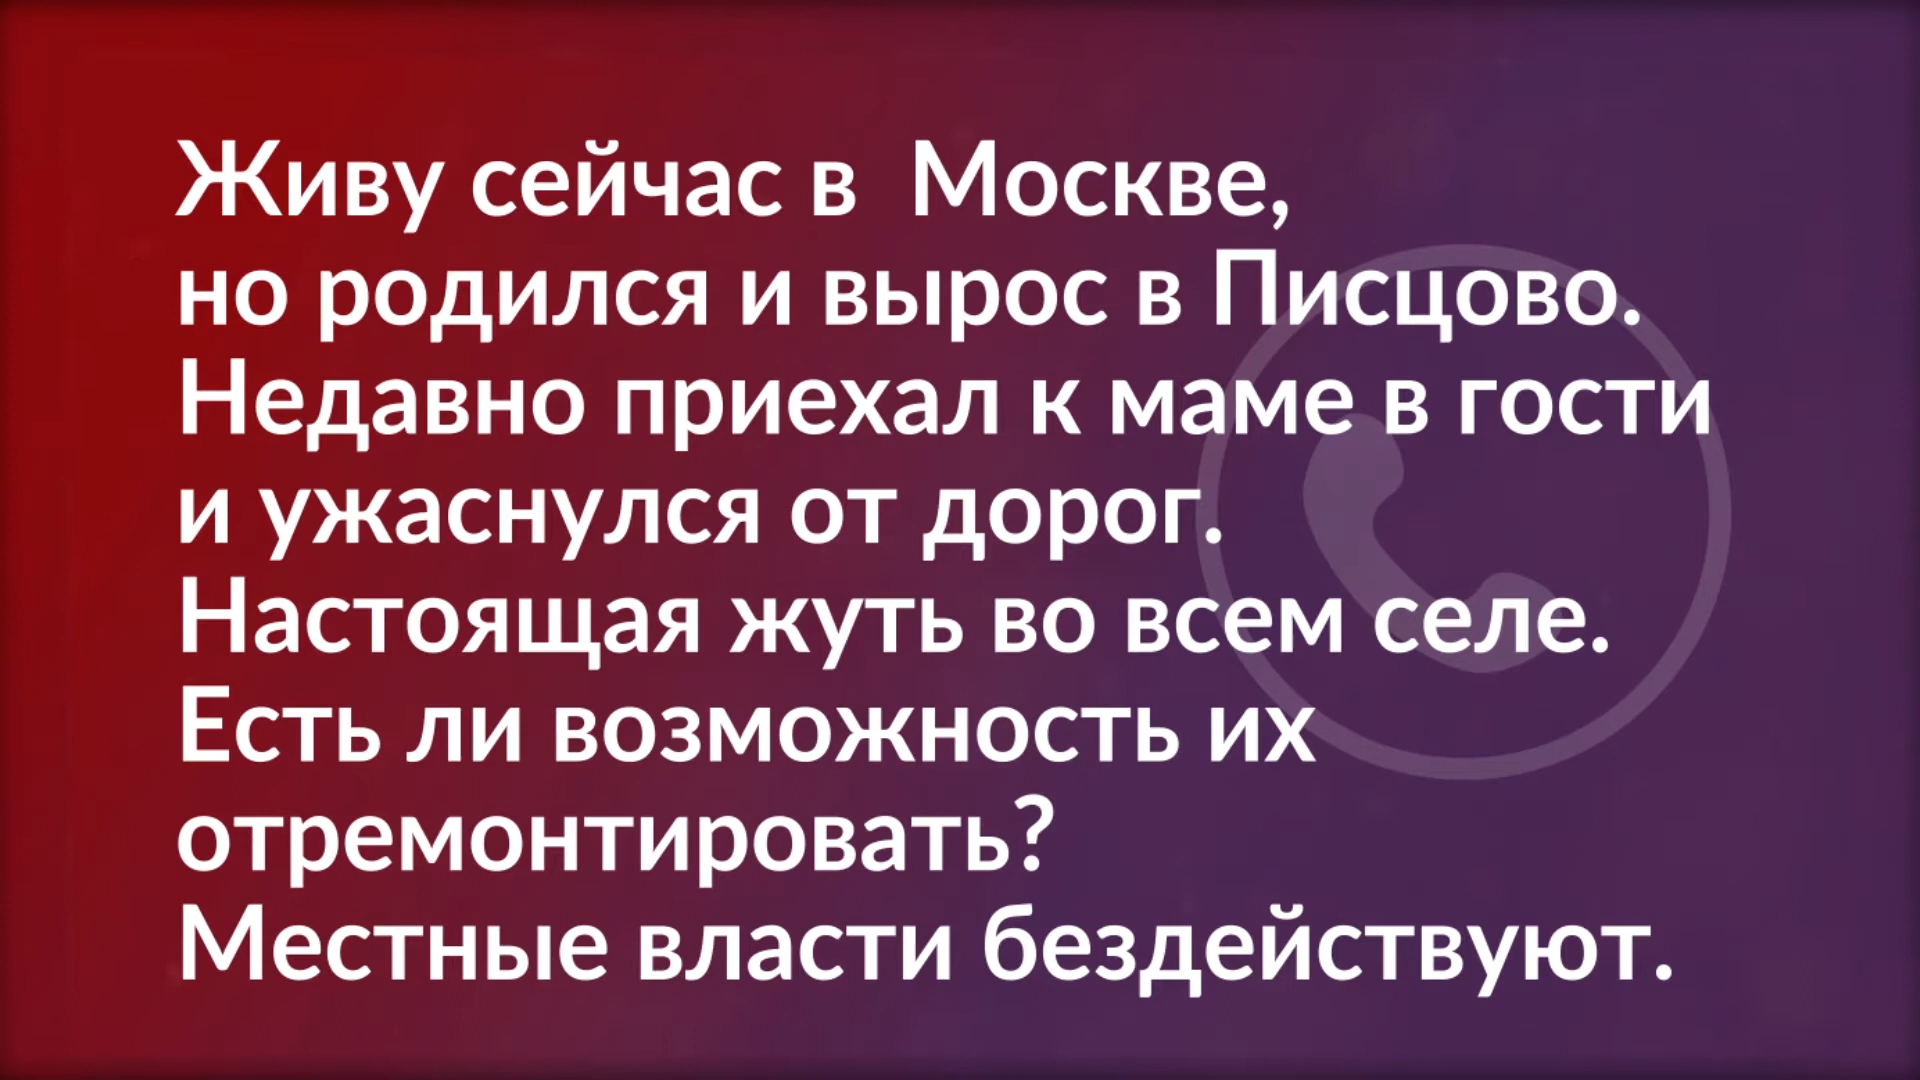 Живу сейчас в  Москве,
но родился и вырос в Писцово.
Недавно приехал к маме в гости
и ужаснулся от дорог.
Настоящая жуть во всем селе.
Есть ли возможность их
отремонтировать?
Местные власти бездействуют.